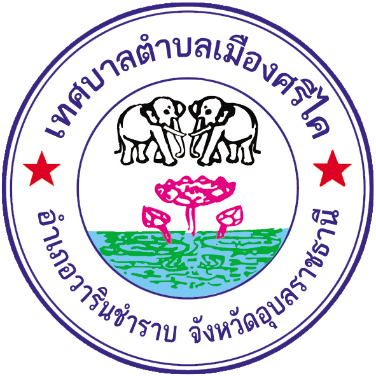 เทศบาลตำบลเมืองศรีไค
อำเภอวารินชำราบ จังหวัดอุบลราชธานี